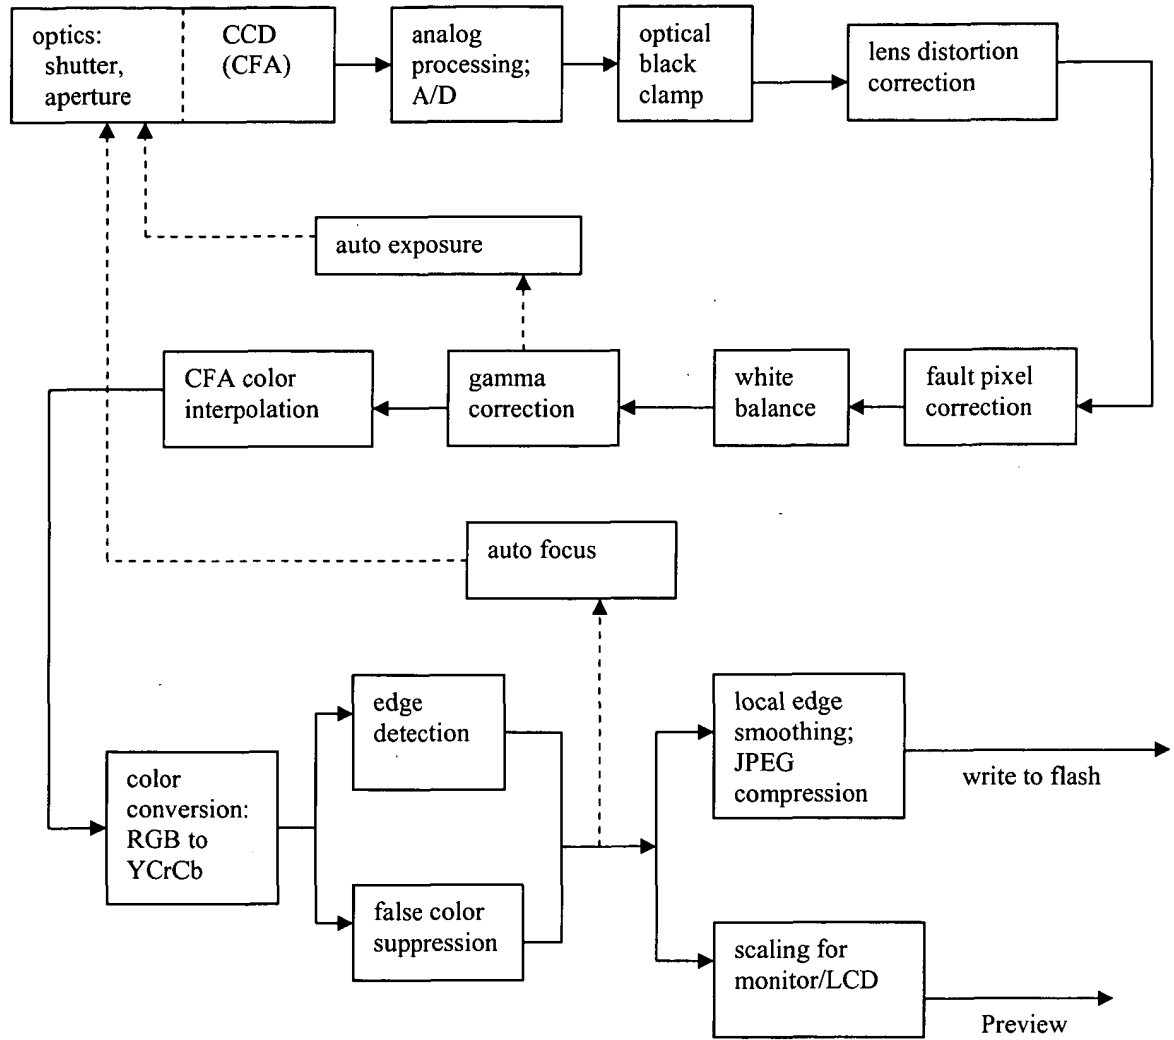 optics:
shutter,
aperture
CCD
(CFA)
analog
processing;
A/D
optical
black
clamp
lens distortion
correction
auto exposure
CFA color
interpolation
gamma
correction
white
balance
fault pixel
correction
auto focus
edge
detection
local edge
smoothing;
JPEG
compression
write to flash
color
conversion:
RGB to
YCrCb
false color
suppression
scaling for
monitor/LCD
Preview